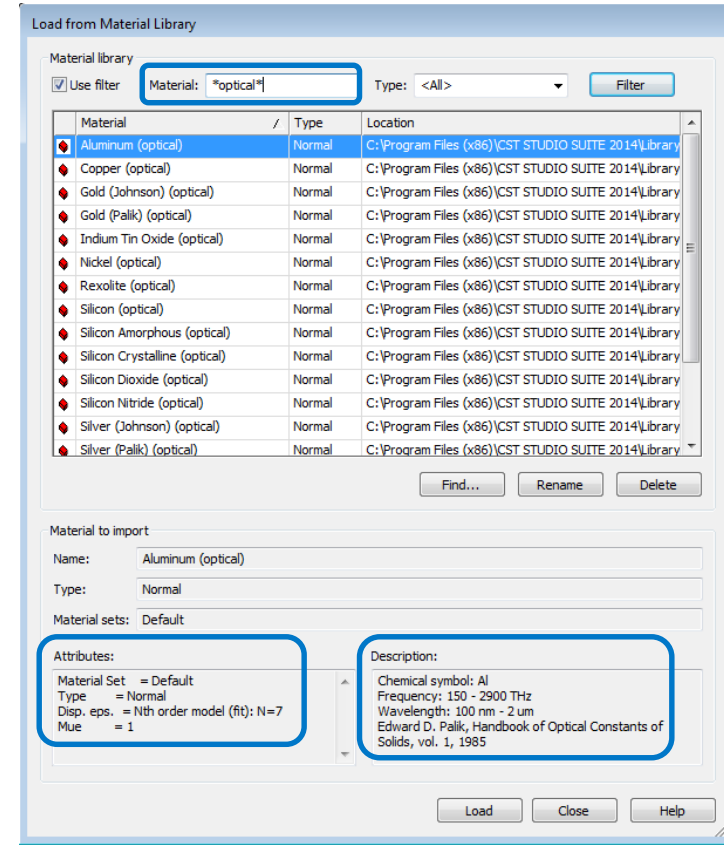 Load from Material Library
Material library
Use filter Material: *optical* Type: <All> Filter
Material / Type Location
Aluminum (optical) Normal C:\Program Files (x86)\CST STUDIO SUITE 2014\Library
Copper (optical) Normal C:\Program Files (x86)\CST STUDIO SUITE 2014\Library
Gold (Johnson) (optical) Normal C:\Program Files (x86)\CST STUDIO SUITE 2014\Library
Gold (Palik) (optical) Normal C:\Program Files (x86)\CST STUDIO SUITE 2014\Library
Indium Tin Oxide (optical) Normal C:\Program Files (x86)\CST STUDIO SUITE 2014\Library
Nickel (optical) Normal C:\Program Files (x86)\CST STUDIO SUITE 2014\Library
Rexolite (optical) Normal C:\Program Files (x86)\CST STUDIO SUITE 2014\Library
Silicon (optical) Normal C:\Program Files (x86)\CST STUDIO SUITE 2014\Library
Silicon Amorphous (optical) Normal C:\Program Files (x86)\CST STUDIO SUITE 2014\Library
Silicon Crystalline (optical) Normal C:\Program Files (x86)\CST STUDIO SUITE 2014\Library
Silicon Dioxide (optical) Normal C:\Program Files (x86)\CST STUDIO SUITE 2014\Library
Silicon Nitride (optical) Normal C:\Program Files (x86)\CST STUDIO SUITE 2014\Library
Silver (Johnson) (optical) Normal C:\Program Files (x86)\CST STUDIO SUITE 2014\Library
Silver (Palik) (optical) Normal C:\Program Files (x86)\CST STUDIO SUITE 2014\Library
Find... Rename Delete
Material to import
Name: Aluminum (optical)
Type: Normal
Material sets: Default
Attributes:
Material Set = Default
Type = Normal
Disp. eps. = Nth order model (fit): N=7
Mue = 1
Description:
Chemical symbol: Al
Frequency: 150 - 2900 THz
Wavelength: 100 nm - 2 um
Edward D. Palik, Handbook of Optical Constants of
Solids, vol. 1, 1985
Load Close Help